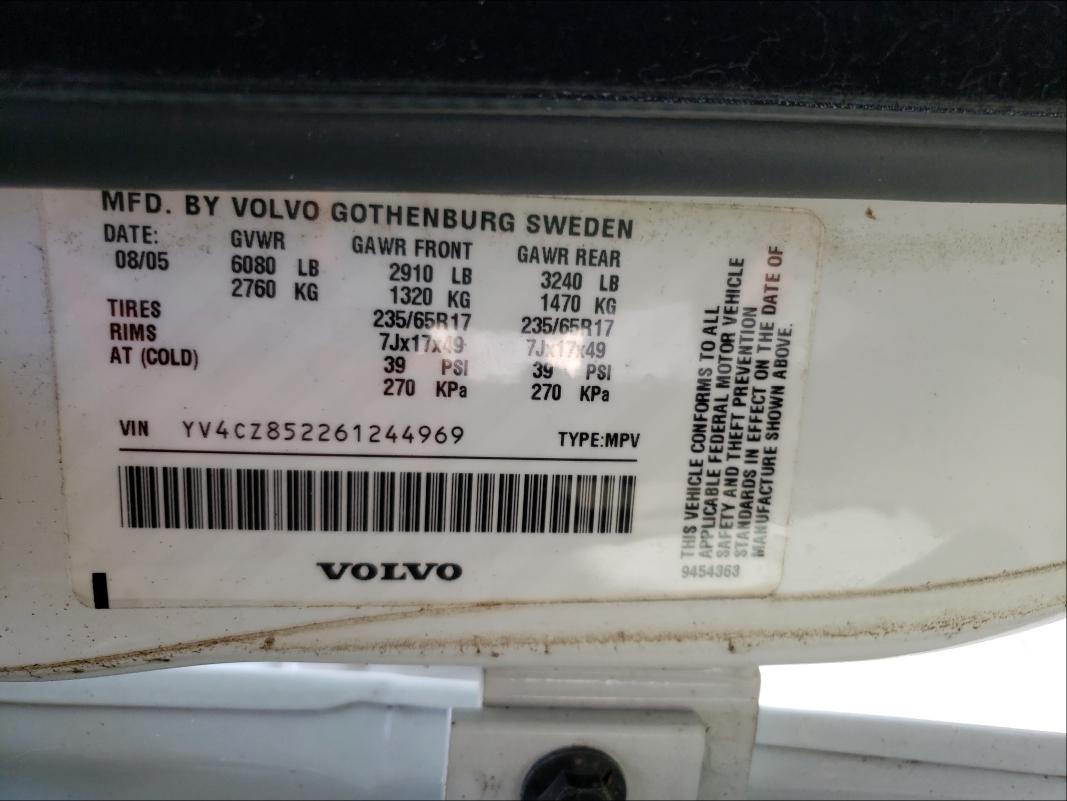 MFD. BY VOLVO GOTHENBURG SWEDEN
DATE: GVWR GAWR FRONT GAWR REAR
08/05 6080 LB 2910 LB 3240 LB
2760 KG 1320 KG 1470 KG
TIRES 235/65R17 235/65R17
RIMS 7Jx17x49 7Jx17x49
AT (COLD) 39 PSI 39 PSI
270 KPa 270 KPa
VIN YV4CZ852261244969 TYPE:MPV
VOLVO
THIS VEHICLE CONFORMS TO ALL
APPLICABLE FEDERAL MOTOR VEHICLE
SAFETY AND THEFT PREVENTION
STANDARDS IN EFFECT ON THE DATE OF
MANUFACTURE SHOWN ABOVE.
9454363